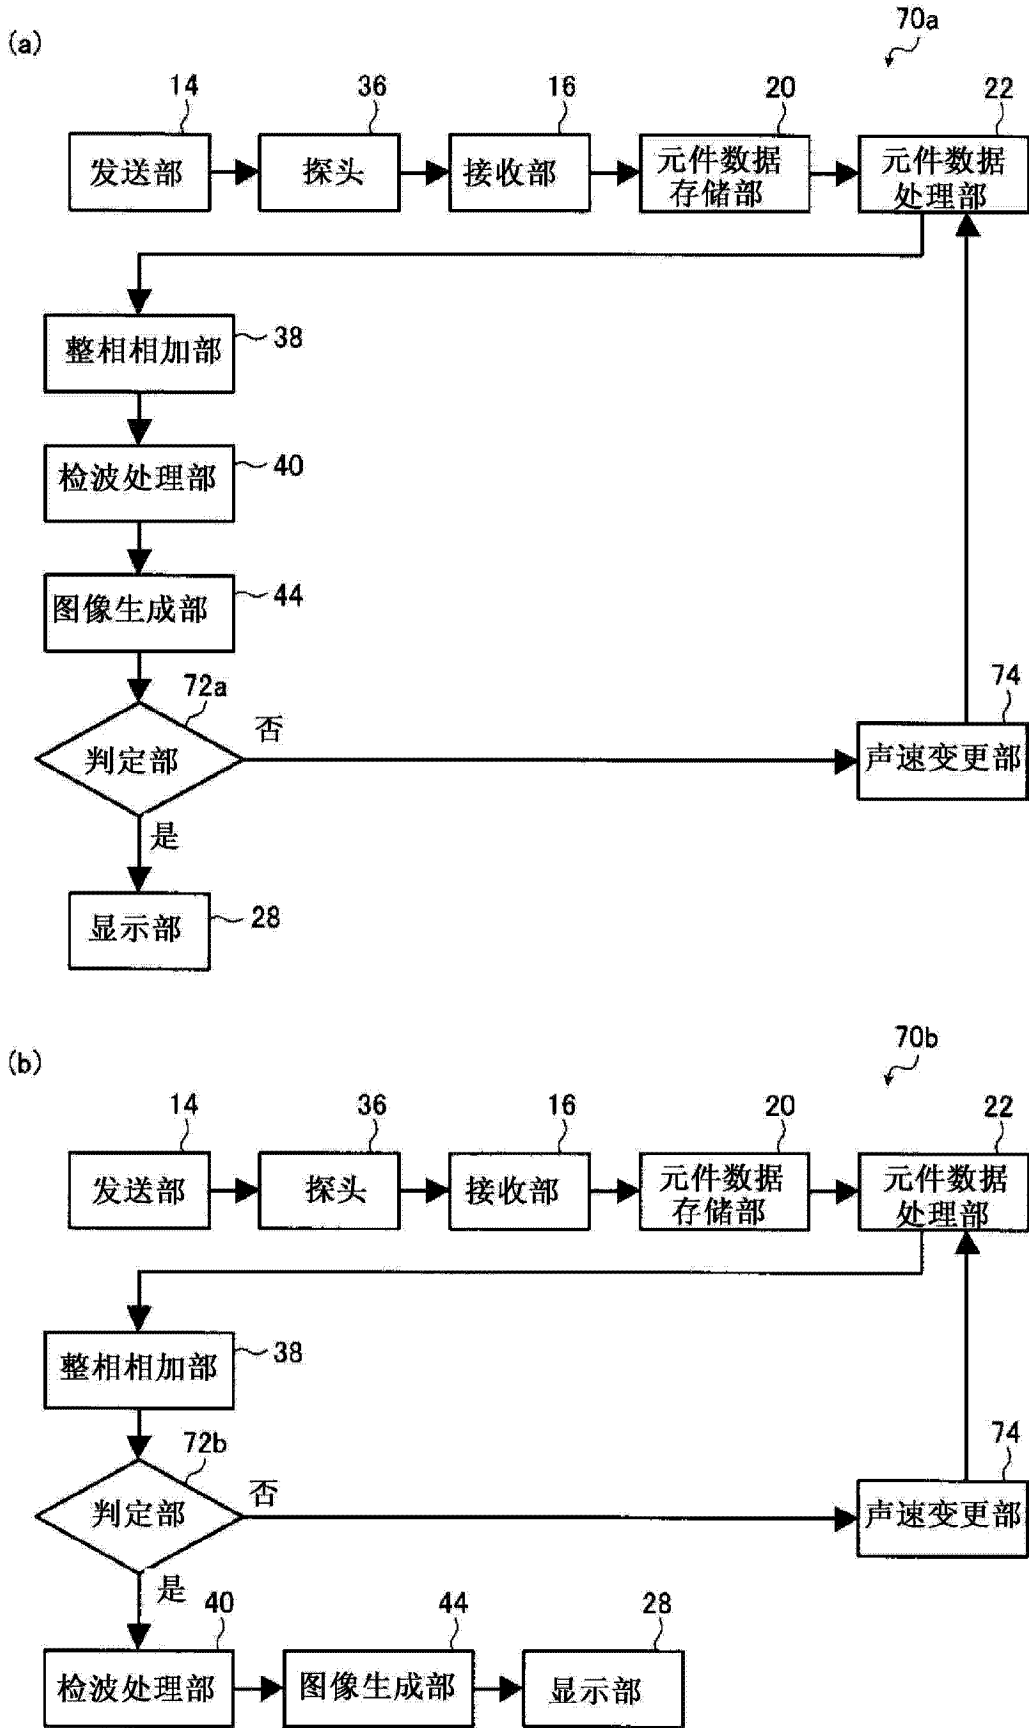 (a)
70a
14
36
16
20
22
发送部
探头
接收部
元件数据
存储部
元件数据
处理部
整相相加部
38
检波处理部
40
图像生成部
44
72a
判定部
否
74
声速变更部
是
显示部
28
(b)
70b
14
36
16
20
22
发送部
探头
接收部
元件数据
存储部
元件数据
处理部
整相相加部
38
72b
判定部
否
74
声速变更部
是
40
44
28
检波处理部
图像生成部
显示部